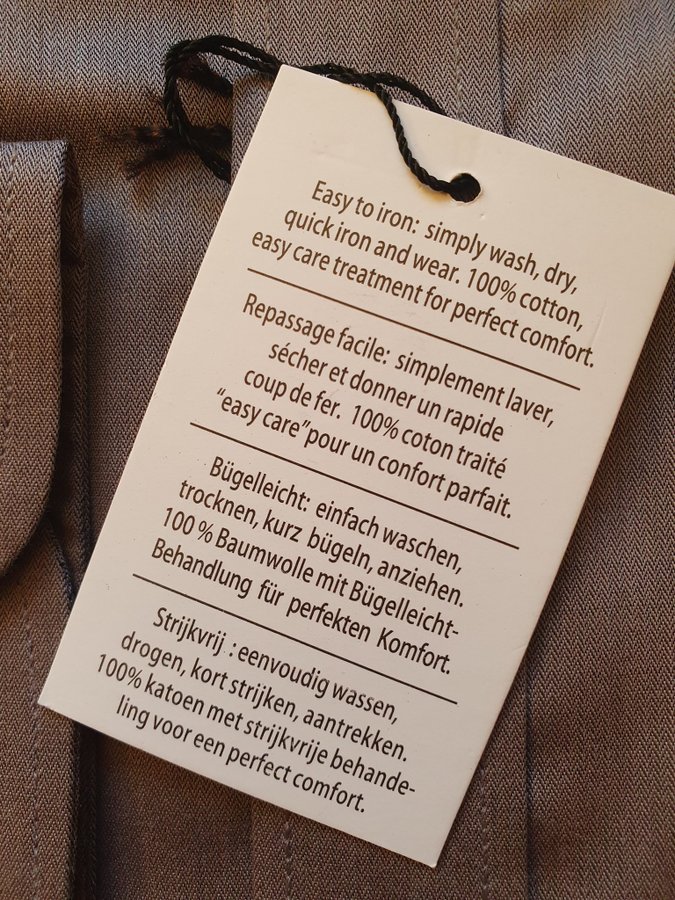 Easy to iron: simply wash, dry,
quick iron and wear. 100% cotton,
easy care treatment for perfect comfort.
Repassage facile: simplement laver,
sécher et donner un rapide
coup de fer. 100% coton traité
“easy care”pour un confort parfait.
Bügelleicht: einfach waschen,
trocknen, kurz bügeln, anziehen.
100 % Baumwolle mit Bügelleicht-
Behandlung für perfekten Komfort.
Strijkvrij : eenvoudig wassen,
drogen, kort strijken, aantrekken.
100% katoen met strijkvrije behande-
ling voor een perfect comfort.